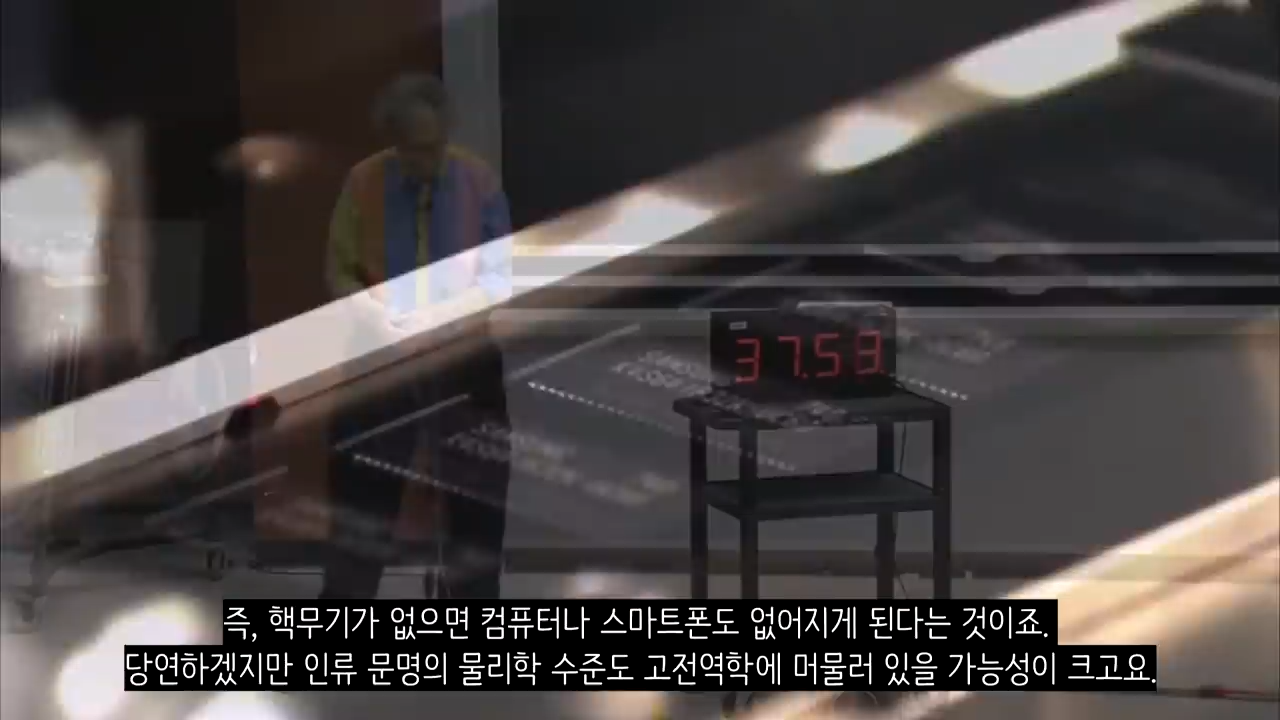 37.53
즉, 핵무기가 없으면 컴퓨터나 스마트폰도 없어지게 된다는 것이죠.
당연하겠지만 인류 문명의 물리학 수준도 고전역학에 머물러 있을 가능성이 크고요.